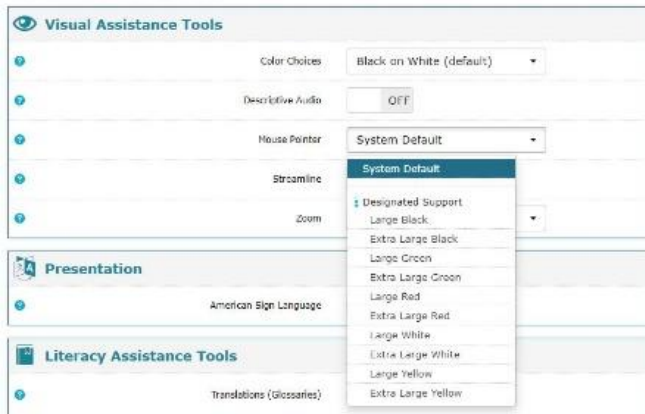 Visual Assistance Tools
Color Choices
Black on White (default)
Descriptive Audio
OFF
Mouse Pointer
System Default
System Default
Streamline
Designated Support
Zoom
Large Black
Extra Large Black
Large Green
Extra Large Green
Large Red
Extra Large Red
Large White
Extra Large White
Large Yellow
Extra Large Yellow
Presentation
American Sign Language
Literacy Assistance Tools
Translations (Glossaries)